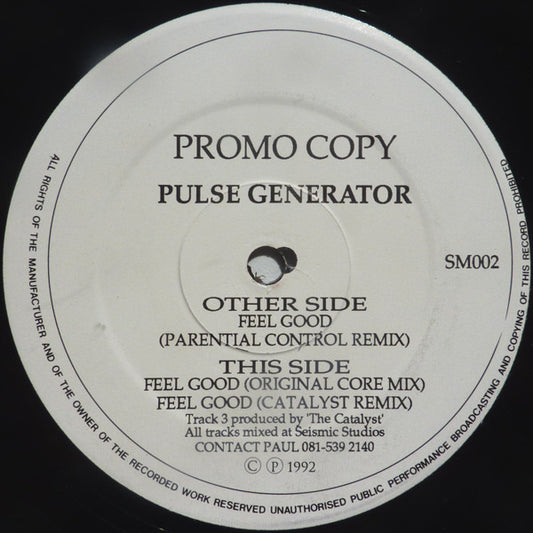 PROMO COPY
PULSE GENERATOR
SM002
OTHER SIDE
FEEL GOOD
(PARENTIAL CONTROL REMIX)
THIS SIDE
FEEL GOOD (ORIGINAL CORE MIX)
FEEL GOOD (CATALYST REMIX)
Track 3 produced by 'The Catalyst'
All tracks mixed at Seismic Studios
CONTACT PAUL 081-539 2140
© ℗ 1992
ALL RIGHTS OF THE MANUFACTURER AND OF THE OWNER OF THE RECORDED WORK RESERVED UNAUTHORISED PUBLIC PERFORMANCE BROADCASTING AND COPYING OF THIS RECORD PROHIBITED